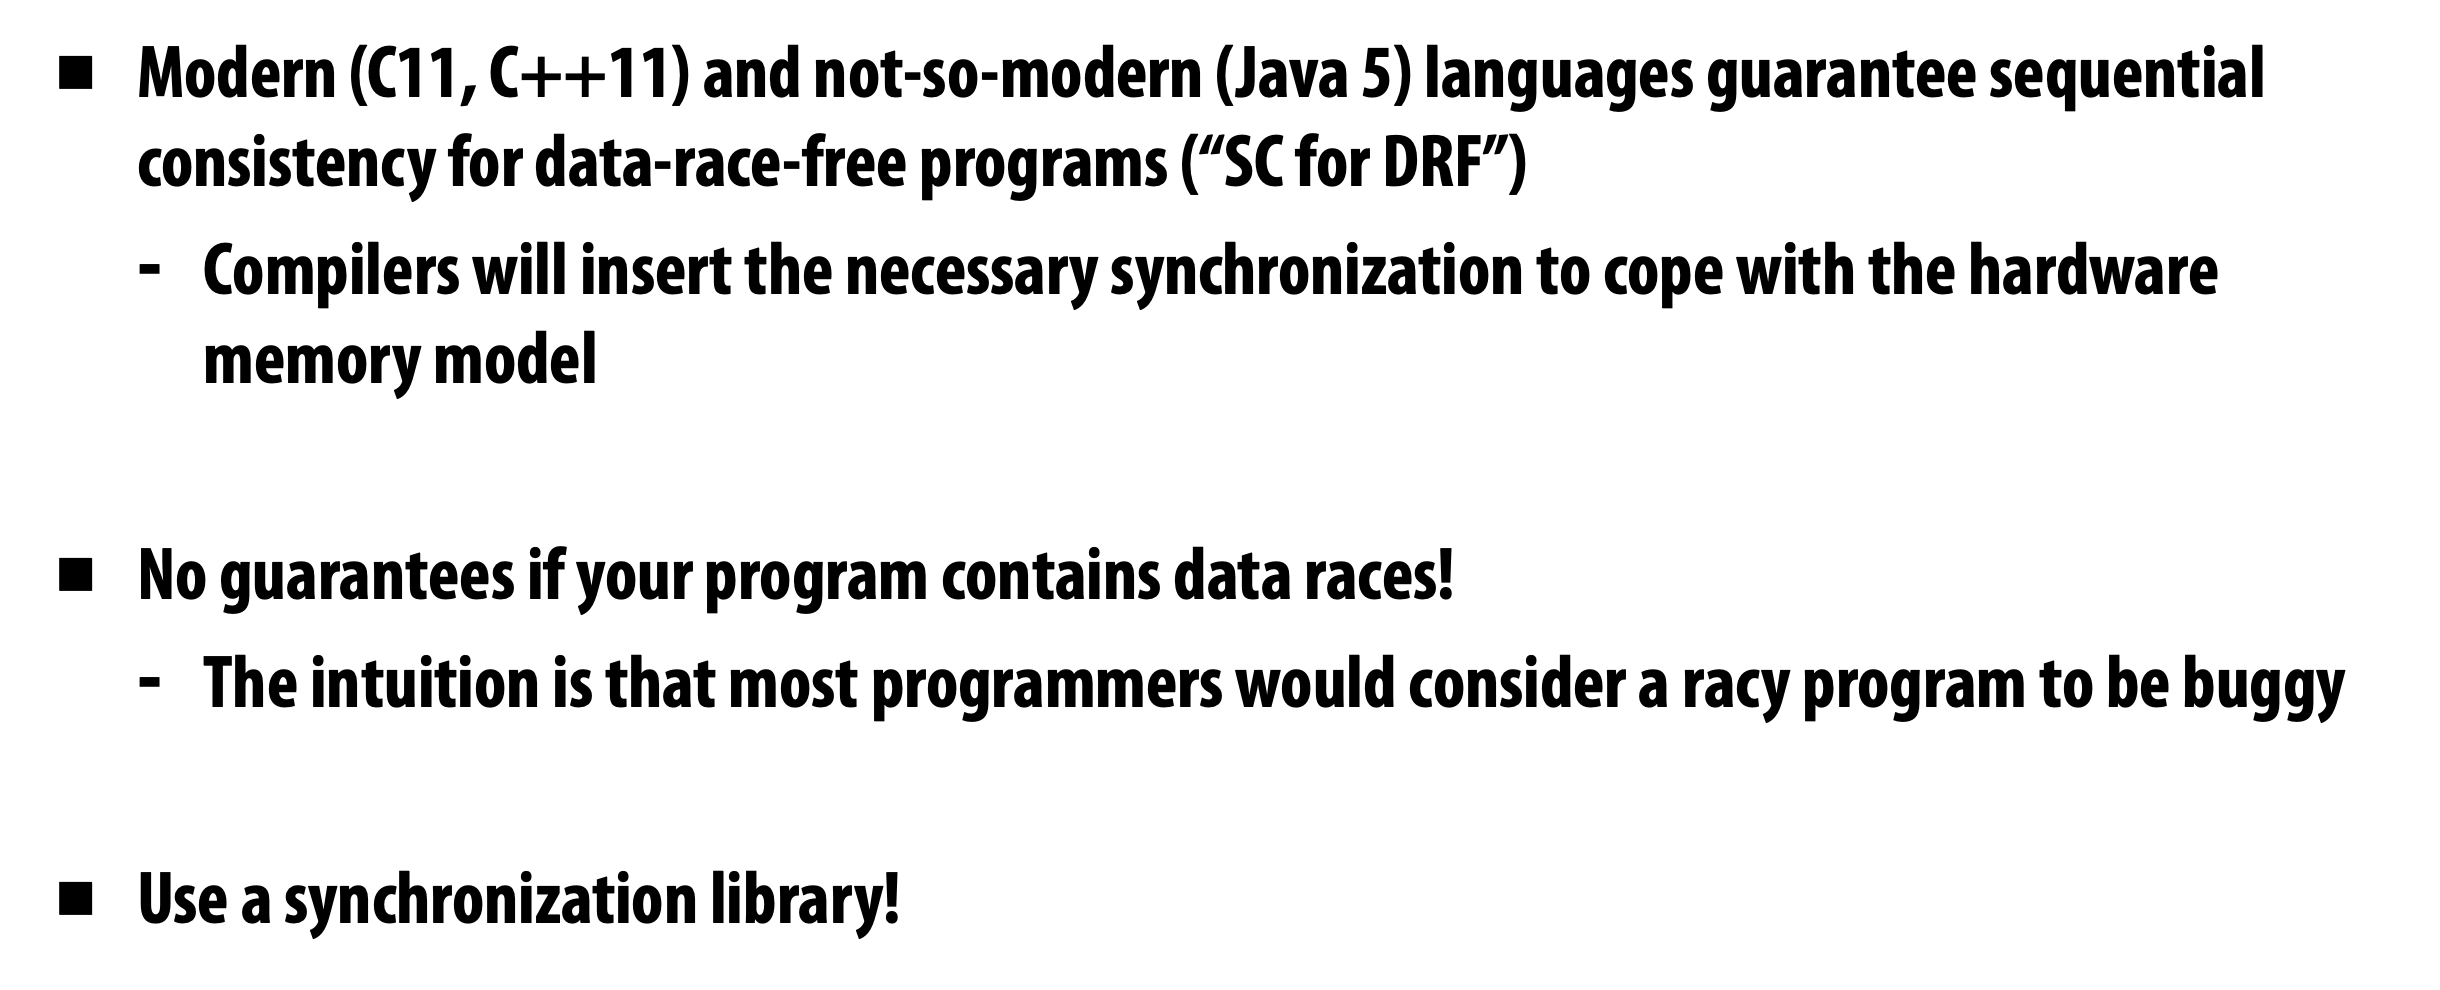 ■ Modern (C11, C++11) and not-so-modern (Java 5) languages guarantee sequential
consistency for data-race-free programs (“SC for DRF”)
- Compilers will insert the necessary synchronization to cope with the hardware
memory model
■ No guarantees if your program contains data races!
- The intuition is that most programmers would consider a racy program to be buggy
■ Use a synchronization library!